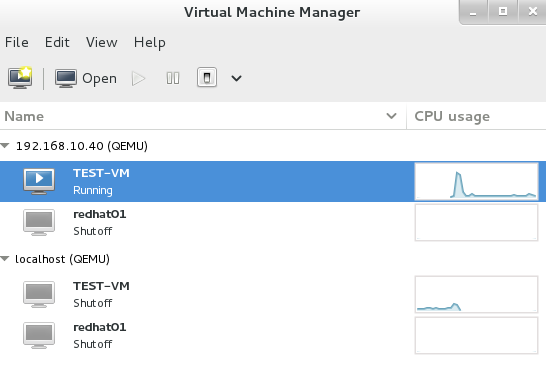 Virtual Machine Manager
File Edit View Help
Open
Name CPU usage
192.168.10.40 (QEMU)
TEST-VM
Running
redhat01
Shutoff
localhost (QEMU)
TEST-VM
Shutoff
redhat01
Shutoff